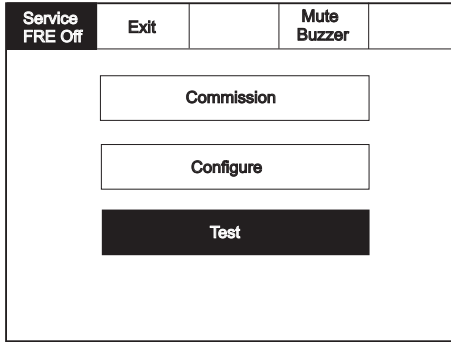 Service
FRE Off
Exit
Mute
Buzzer
Commission
Configure
Test